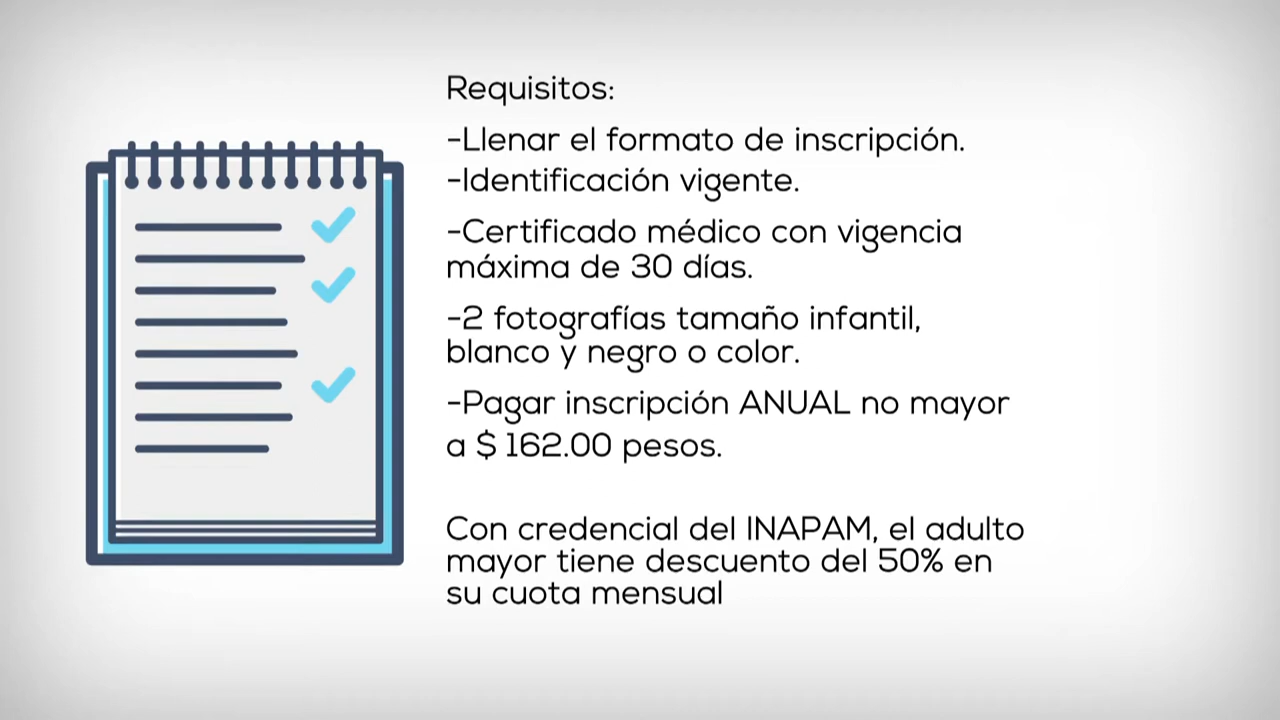 Requisitos:
-Llenar el formato de inscripción.
-Identificación vigente.
-Certificado médico con vigencia
máxima de 30 días.
-2 fotografías tamaño infantil,
blanco y negro o color.
-Pagar inscripción ANUAL no mayor
a $ 162.00 pesos.
Con credencial del INAPAM, el adulto
mayor tiene descuento del 50% en
su cuota mensual